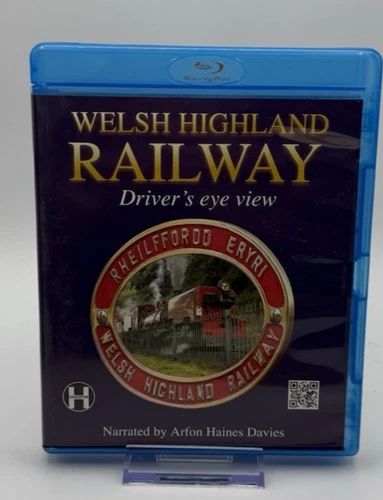 WELSH HIGHLAND
RAILWAY
Driver's eye view
RHEILFFORDD ERYRI
WELSH HIGHLAND RAILWAY
H
Narrated by Arfon Haines Davies